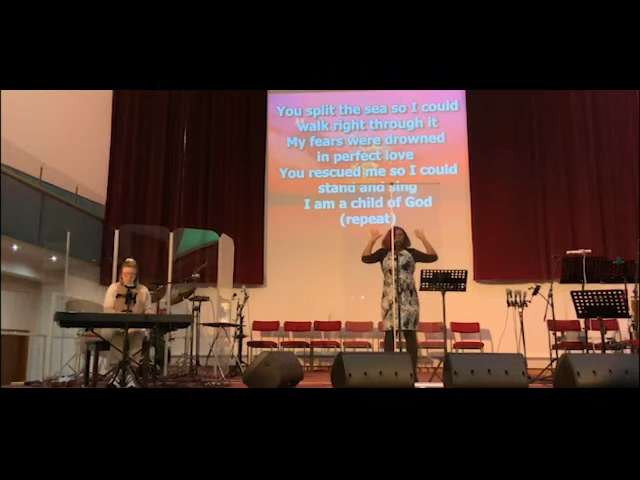 You split the sea so I could
walk right through it
My fears were drowned
in perfect love
You rescued me so I could
stand and sing
I am a child of God
(repeat)